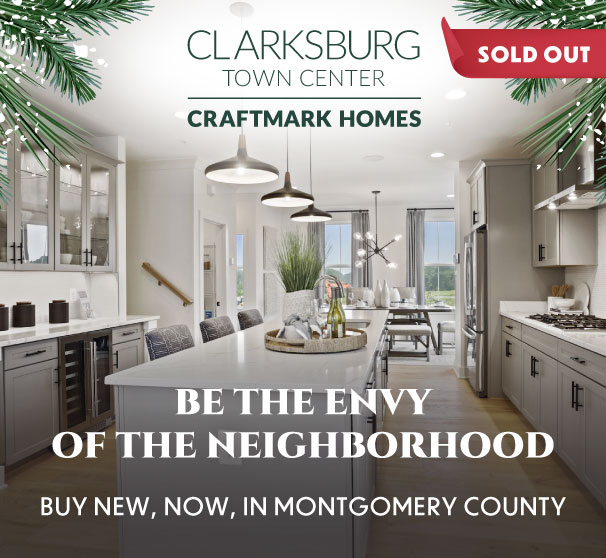 CLARKSBURG
TOWN CENTER
CRAFTMARK HOMES
SOLD OUT
BE THE ENVY
OF THE NEIGHBORHOOD
BUY NEW, NOW, IN MONTGOMERY COUNTY